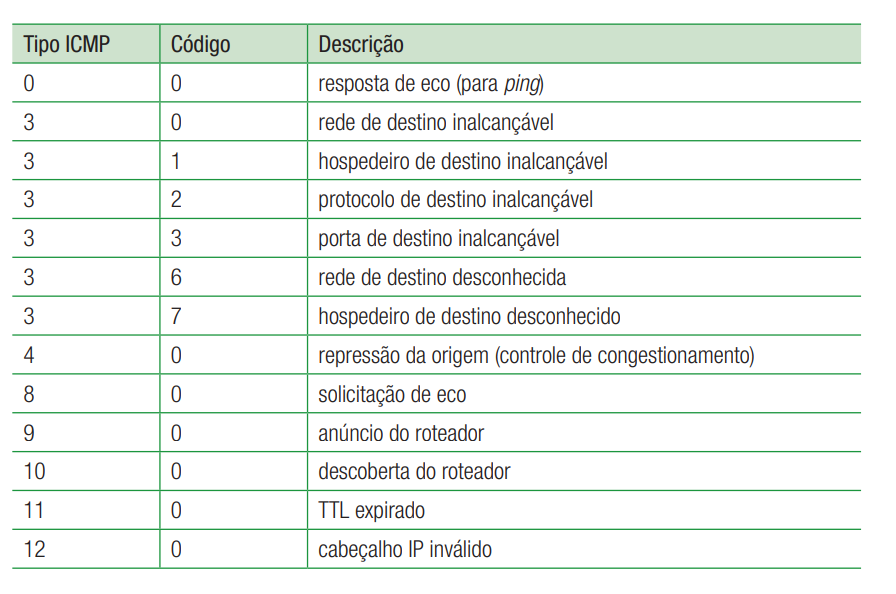 Tipo ICMP Código Descrição
0 0 resposta de eco (para ping)
3 0 rede de destino inalcançável
3 1 hospedeiro de destino inalcançável
3 2 protocolo de destino inalcançável
3 3 porta de destino inalcançável
3 6 rede de destino desconhecida
3 7 hospedeiro de destino desconhecido
4 0 repressão da origem (controle de congestionamento)
8 0 solicitação de eco
9 0 anúncio do roteador
10 0 descoberta do roteador
11 0 TTL expirado
12 0 cabeçalho IP inválido